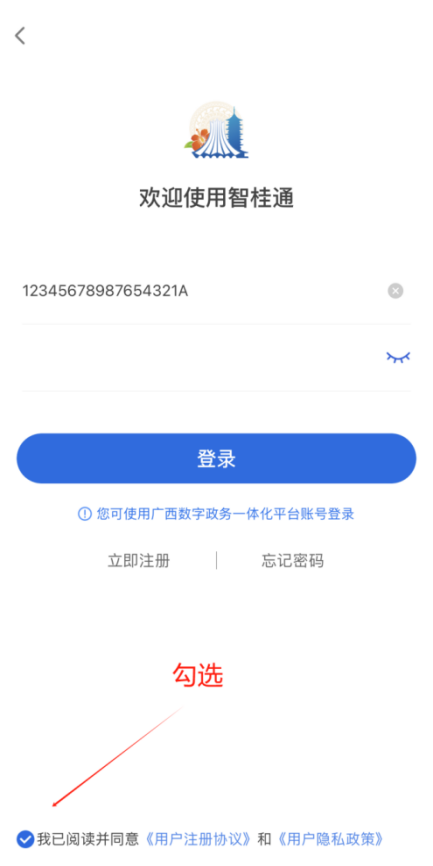 欢迎使用智桂通
12345678987654321A
登录
您可使用广西数字政务一体化平台账号登录
立即注册 | 忘记密码
勾选
我已阅读并同意《用户注册协议》和《用户隐私政策》